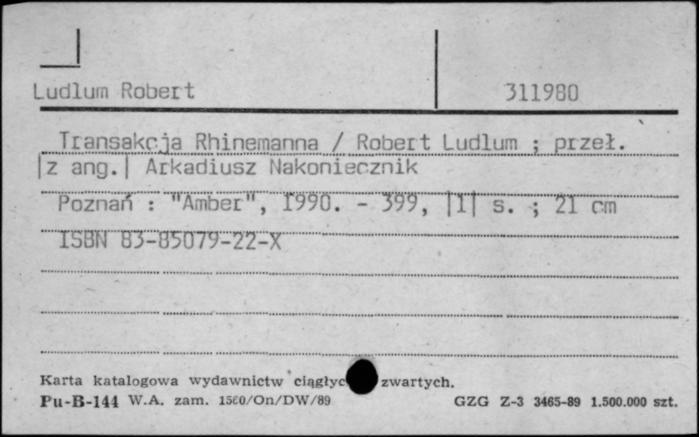 Ludlum Robert 311980
Transakcja Rhinemanna / Robert Ludlum ; przeł.
|z ang.| Arkadiusz Nakoniecznik
Poznań : "Amber", 1990. - 399, |1| s. ; 21 cm
ISBN 83-85079-22-X
Karta katalogowa wydawnictw ciągłyc zwartych.
Pu-B-144 W.A. zam. 1560/On/DW/89 GZG Z-3 3465-89 1.500.000 szt.